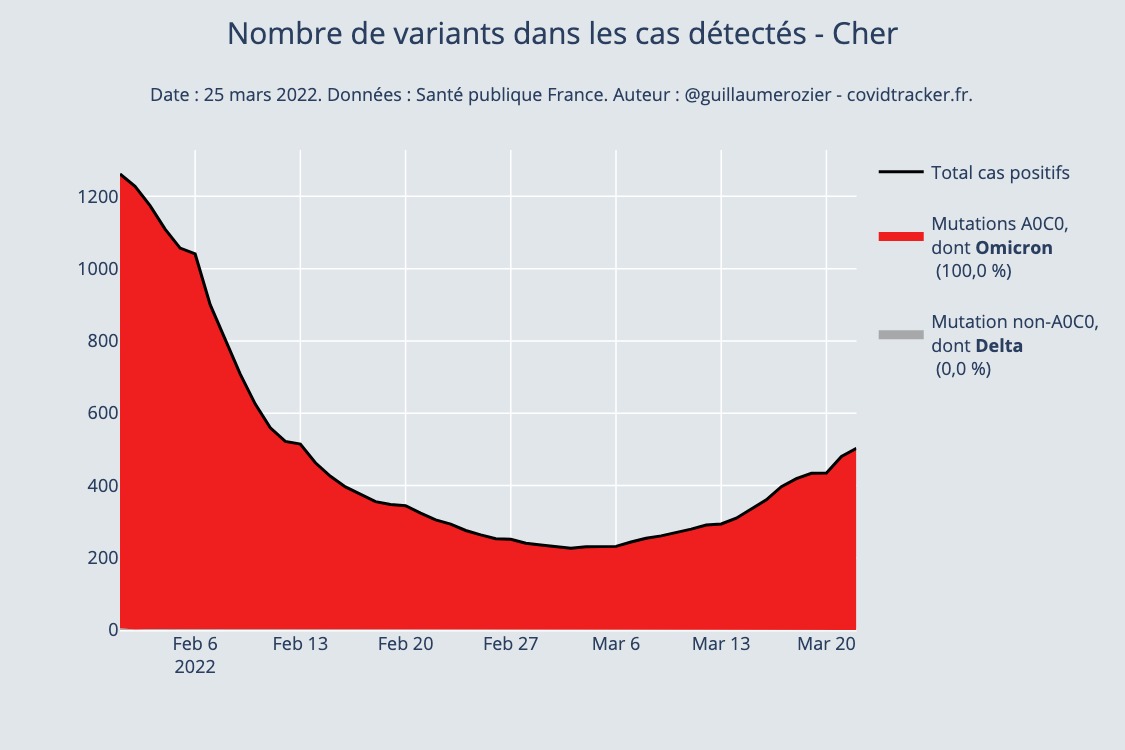 Nombre de variants dans les cas détectés - Cher
Date : 25 mars 2022. Données : Santé publique France. Auteur : @guillaumerozier - covidtracker.fr.
Total cas positifs
Mutations A0C0,
dont Omicron
(100,0 %)
Mutation non-A0C0,
dont Delta
(0,0 %)
1200
1000
800
600
400
200
0
Feb 6 Feb 13 Feb 20 Feb 27 Mar 6 Mar 13 Mar 20
2022